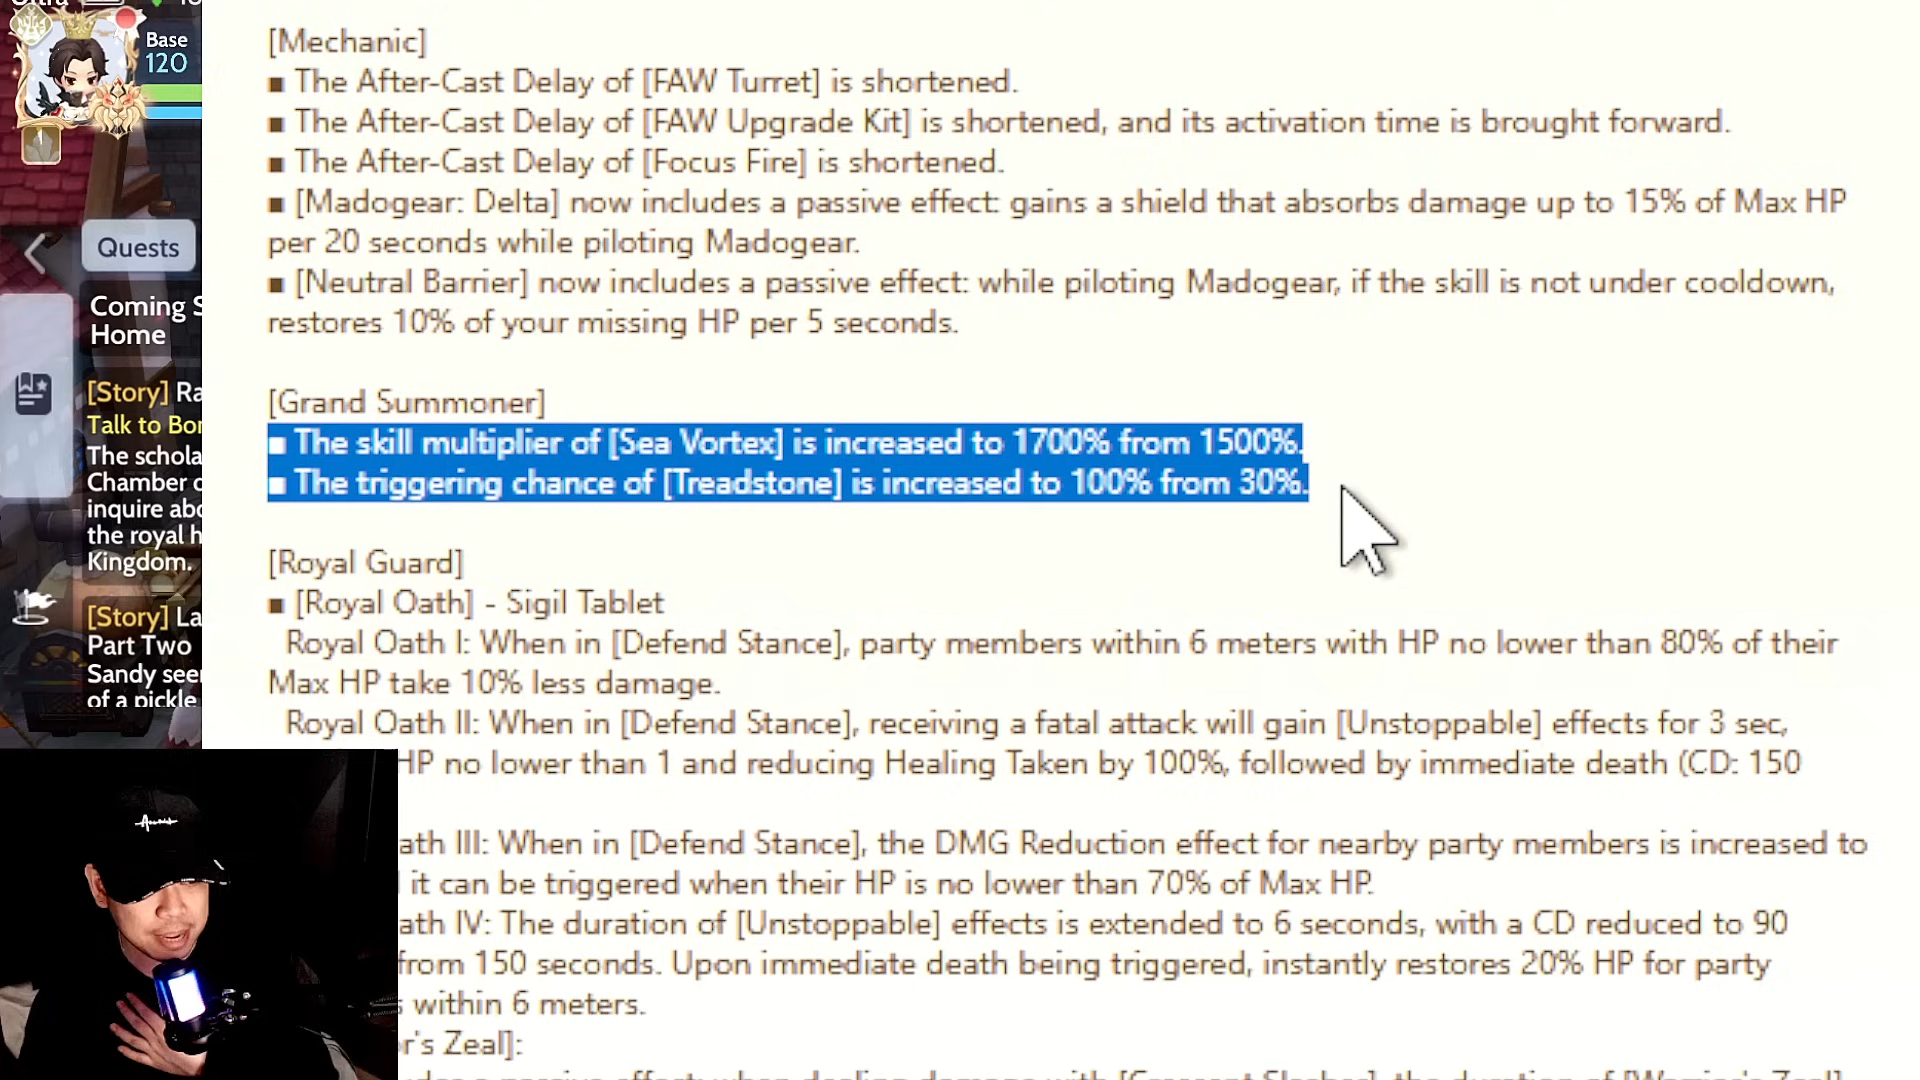 Base
120
Quests
Coming S
Home
[Story] Ra
Talk to Bor
The schola
Chamber o
inquire abo
the royal h
Kingdom.
[Story] La
Part Two
Sandy see
of a pickle
[Mechanic]
■ The After-Cast Delay of [FAW Turret] is shortened.
■ The After-Cast Delay of [FAW Upgrade Kit] is shortened, and its activation time is brought forward.
■ The After-Cast Delay of [Focus Fire] is shortened.
■ [Madogear: Delta] now includes a passive effect: gains a shield that absorbs damage up to 15% of Max HP
per 20 seconds while piloting Madogear.
■ [Neutral Barrier] now includes a passive effect: while piloting Madogear, if the skill is not under cooldown,
restores 10% of your missing HP per 5 seconds.
[Grand Summoner]
■ The skill multiplier of [Sea Vortex] is increased to 1700% from 1500%.
■ The triggering chance of [Treadstone] is increased to 100% from 30%.
[Royal Guard]
■ [Royal Oath] - Sigil Tablet
Royal Oath I: When in [Defend Stance], party members within 6 meters with HP no lower than 80% of their
Max HP take 10% less damage.
Royal Oath II: When in [Defend Stance], receiving a fatal attack will gain [Unstoppable] effects for 3 sec,
HP no lower than 1 and reducing Healing Taken by 100%, followed by immediate death (CD: 150
ath III: When in [Defend Stance], the DMG Reduction effect for nearby party members is increased to
it can be triggered when their HP is no lower than 70% of Max HP.
ath IV: The duration of [Unstoppable] effects is extended to 6 seconds, with a CD reduced to 90
from 150 seconds. Upon immediate death being triggered, instantly restores 20% HP for party
s within 6 meters.
r's Zeal]: